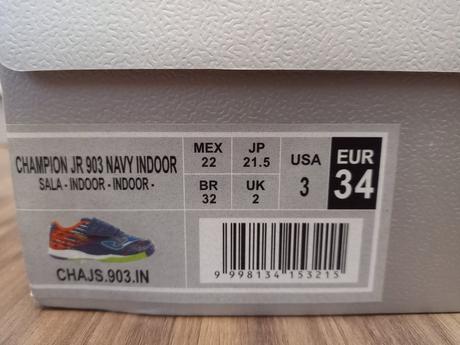 CHAMPION JR 903 NAVY INDOOR
SALA - INDOOR - INDOOR -
CHAJS.903.IN
MEX
22
JP
21.5
BR
32
UK
2
USA
3
EUR
34
9 998134 153215